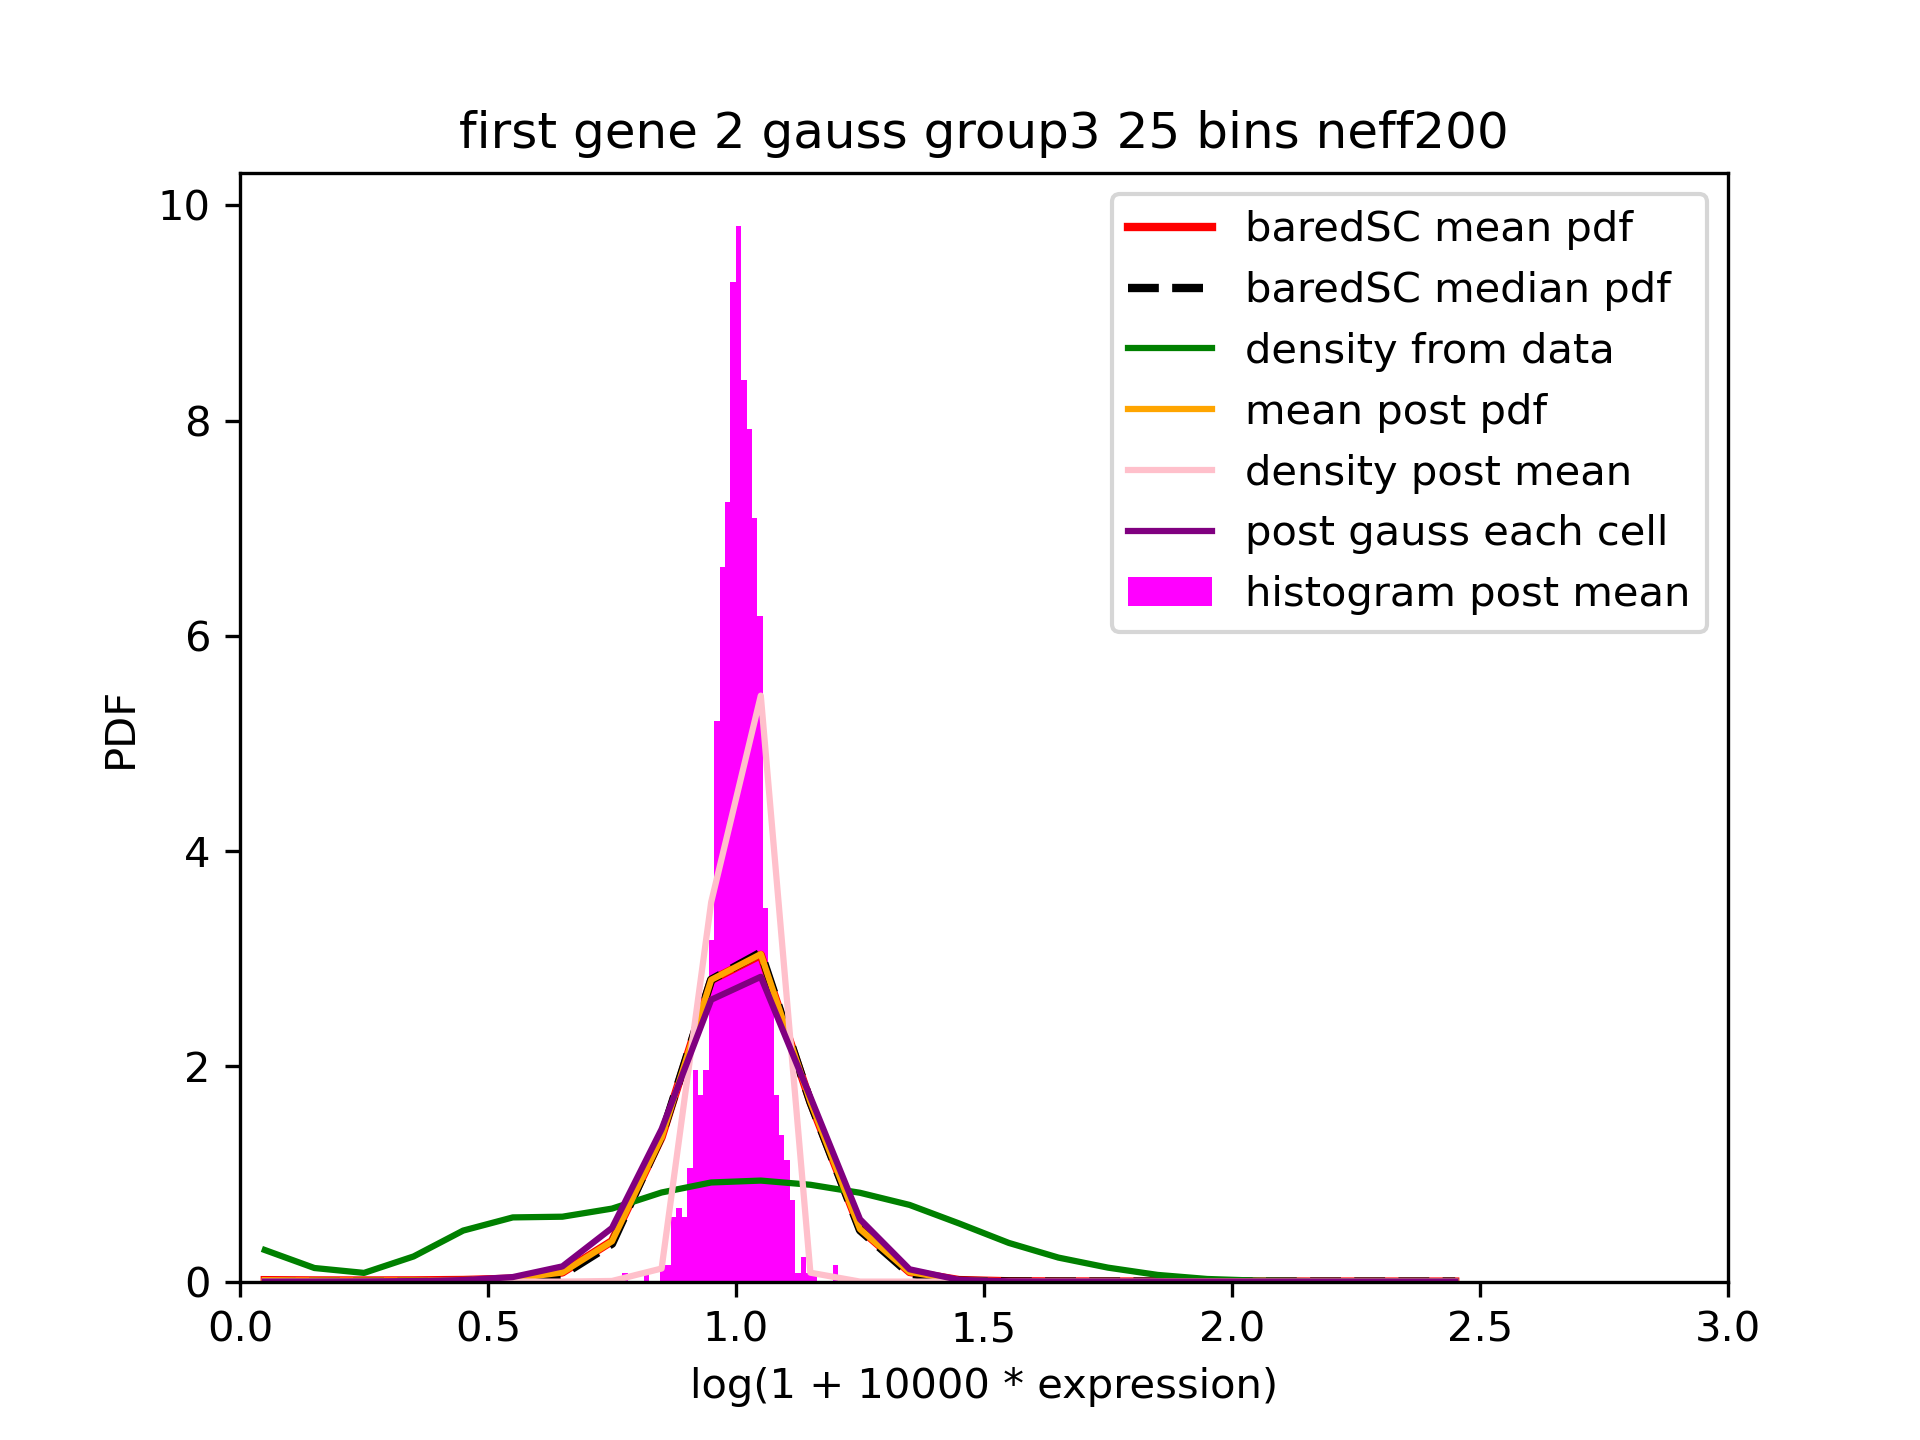 first gene 2 gauss group3 25 bins neff200
10
8
6
4
2
0
PDF
baredSC mean pdf
baredSC median pdf
density from data
mean post pdf
density post mean
post gauss each cell
histogram post mean
0.0 0.5 1.0 1.5 2.0 2.5 3.0
log(1 + 10000 * expression)